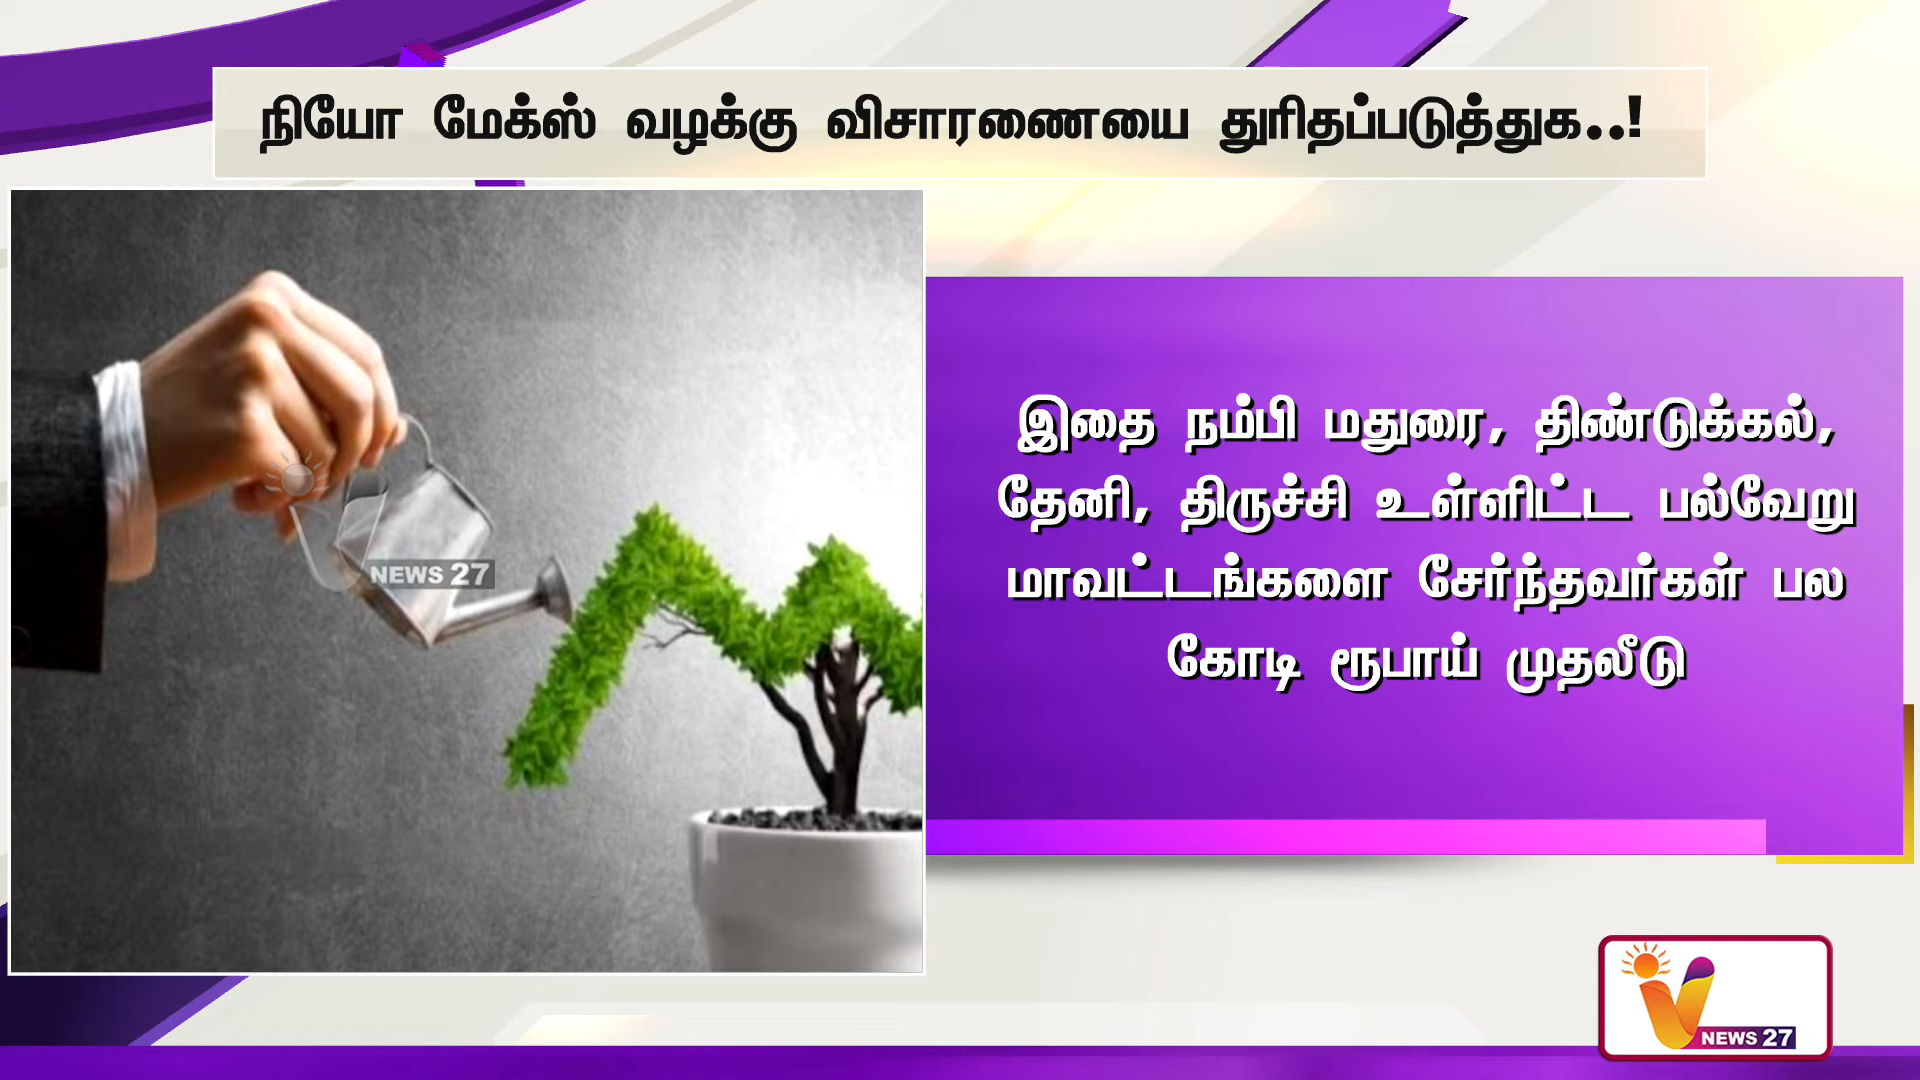 நியோ மேக்ஸ் வழக்கு விசாரணையை துரிதப்படுத்துக..!
இதை நம்பி மதுரை, திண்டுக்கல்,
தேனி, திருச்சி உள்ளிட்ட பல்வேறு
மாவட்டங்களை சேர்ந்தவர்கள் பல
கோடி ரூபாய் முதலீடு
NEWS 27
NEWS 27